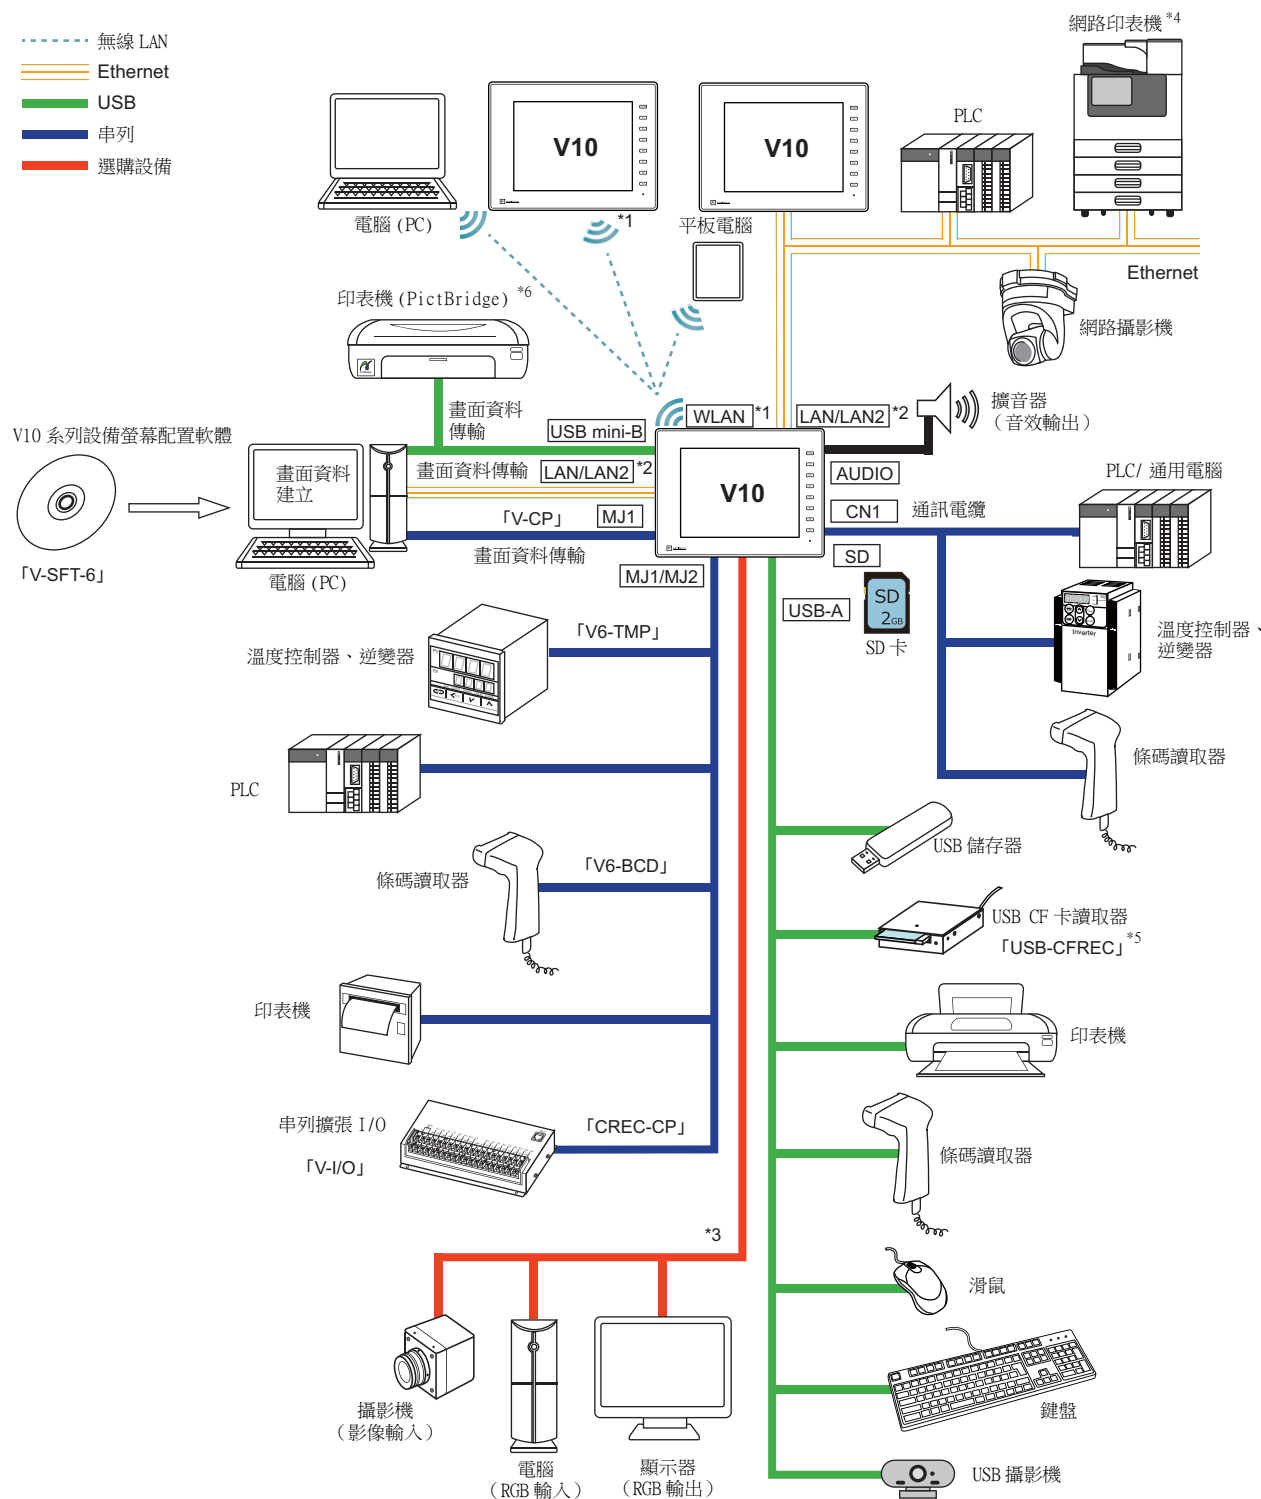 無線 LAN
Ethernet
USB
串列
選購設備
網路印表機 *4
PLC
V10
V10
電腦 (PC)
*1
平板電腦
Ethernet
網路攝影機
印表機 (PictBridge) *6
畫面資料
傳輸
USB mini-B
WLAN *1
LAN/LAN2 *2
擴音器
(音效輸出)
V10 系列設備螢幕配置軟體
畫面資料
建立
畫面資料傳輸
LAN/LAN2 *2
V10
AUDIO
PLC/ 通用電腦
「V-CP」
MJ1
CN1
通訊電纜
畫面資料傳輸
SD
「V-SFT-6」
電腦 (PC)
MJ1/MJ2
USB-A
SD
2GB
SD 卡
Inverter
溫度控制器、
逆變器
溫度控制器、逆變器
「V6-TMP」
條碼讀取器
PLC
USB 儲存器
條碼讀取器
「V6-BCD」
USB CF 卡讀取器
「USB-CFREC」*5
印表機
印表機
串列擴張 I/O
「V-I/O」
「CREC-CP」
條碼讀取器
*3
滑鼠
鍵盤
攝影機
(影像輸入)
電腦
(RGB 輸入)
顯示器
(RGB 輸出)
USB 攝影機